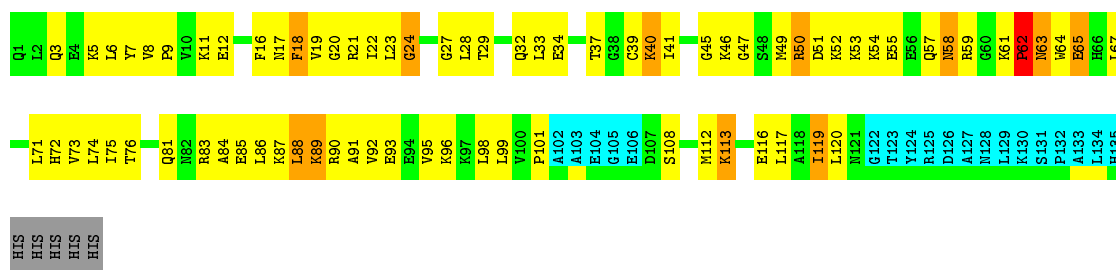 Q1 L2 Q3 E4 K5 L6 Y7 V8 P9 V10 K11 E12 F16 N17 F18 V19 G20 R21 I22 L23 G24 G27 L28 T29 Q32 L33 E34 T37 G38 C39 K40 I41 G45 K46 G47 S48 M49 R50 D51 K52 K53 K54 E55 E56 Q57 N58 R59 G60 K61 P62 N63 W64 E65 H66 L67
L71 H72 V73 L74 I75 T76 Q81 N82 R83 A84 E85 L86 K87 L88 K89 R90 A91 V92 E93 E94 V95 K96 K97 L98 L99 V100 P101 A102 A103 E104 G105 E106 D107 S108 M112 K113 E116 L117 A118 I119 L120 N121 G122 T123 Y124 R125 D126 A127 N128 L129 K130 S131 P132 A133 L134 H135
HIS HIS HIS HIS HIS